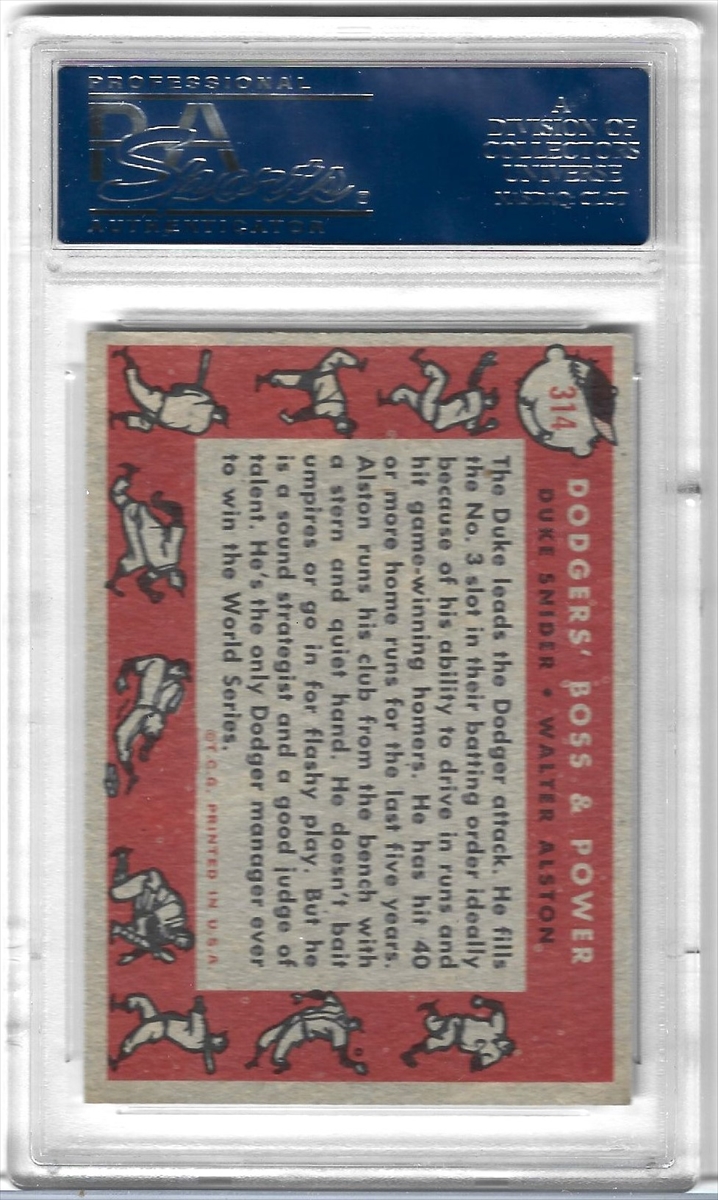 PROFESSIONAL
PSA
Sports
AUTHENTICATOR
A
DIVISION OF
COLLECTORS
UNIVERSE
NASDAQ: CLCT
314
DODGERS' BOSS & POWER
DUKE SNIDER • WALTER ALSTON
The Duke leads the Dodger attack. He fills
the No. 3 slot in their batting order ideally
because of his ability to drive in runs and
hit game-winning homers. He has hit 40
or more home runs for the last five years.
Alston runs his club from the bench with
a stern and quiet hand. He doesn't bait
umpires or go in for flashy play. But he
is a sound strategist and a good judge of
talent. He's the only Dodger manager ever
to win the World Series.
© T.C.G. PRINTED IN U.S.A.